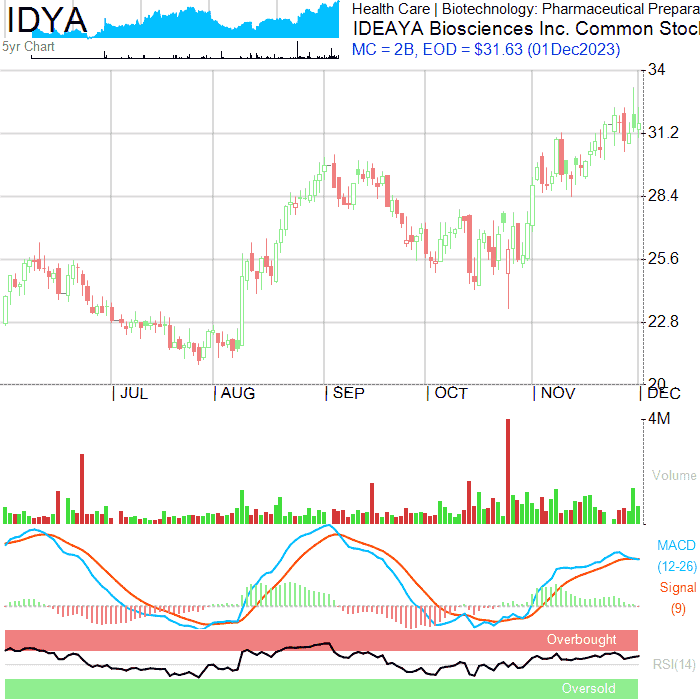 IDYA
5yr Chart
Health Care | Biotechnology: Pharmaceutical Prepara
IDEAYA Biosciences Inc. Common Stoc
MC = 2B, EOD = $31.63 (01Dec2023)
34
31.2
28.4
25.6
22.8
20
JUL
AUG
SEP
OCT
NOV
DEC
4M
Volume
MACD
(12-26)
Signal
(9)
Overbought
RSI(14)
Oversold